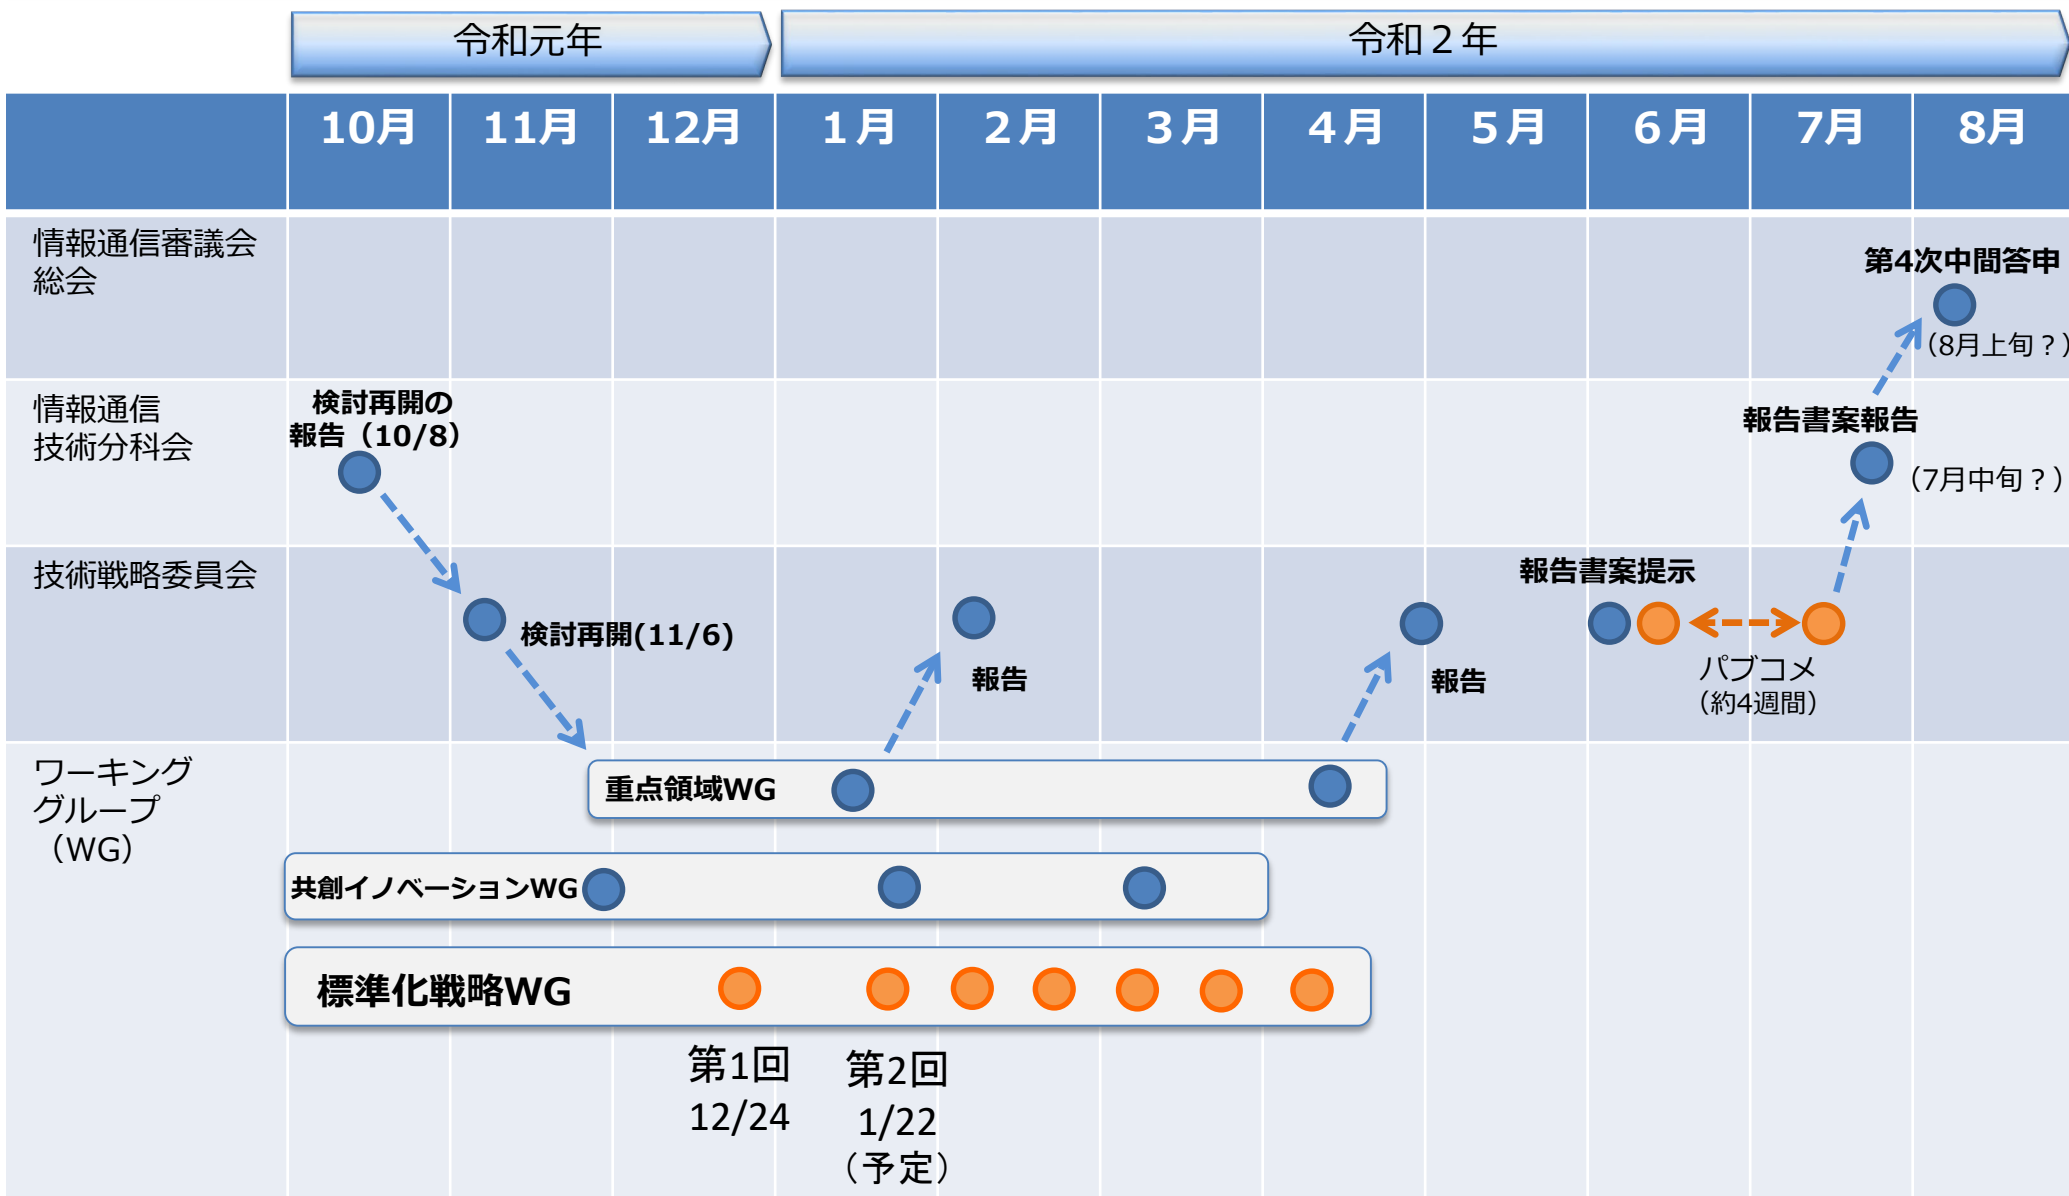 令和元年
令和２年
10月
11月
12月
１月
２月
３月
４月
５月
６月
7月
8月
情報通信審議会
総会
第4次中間答申
（8月上旬？）
情報通信
技術分科会
検討再開の
報告（10/8）
報告書案報告
（7月中旬？）
技術戦略委員会
検討再開(11/6)
報告
報告
報告書案提示
パブコメ
（約4週間）
ワーキング
グループ
（WG）
重点領域WG
共創イノベーションWG
標準化戦略WG
第1回
12/24
第2回
1/22
（予定）